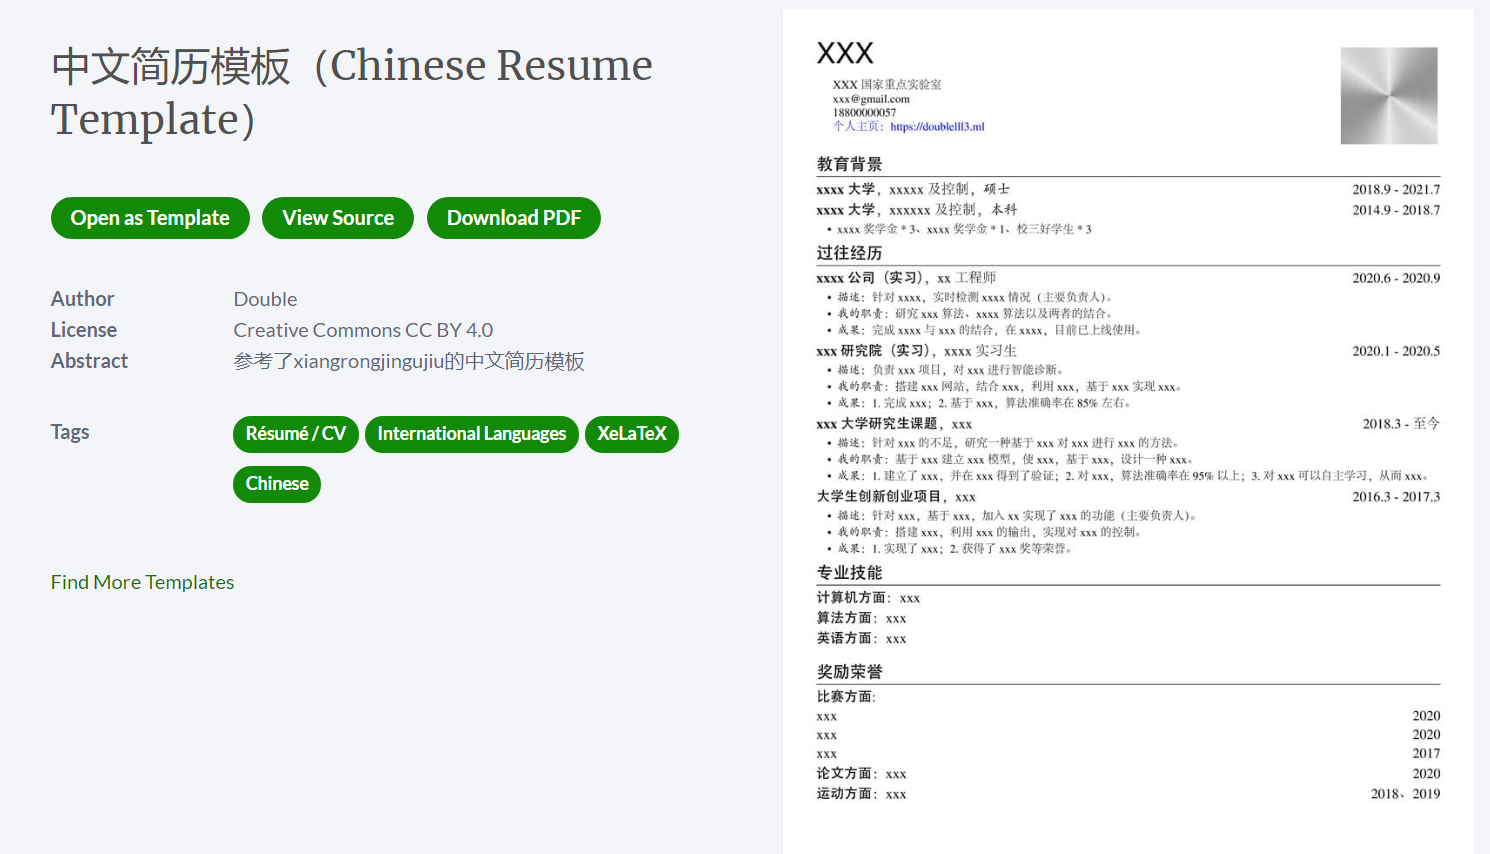 中文简历模板（Chinese Resume
Template）
Open as Template
View Source
Download PDF
Author
Double
License
Creative Commons CC BY 4.0
Abstract
参考了xiangrongjingujiu的中文简历模板
Tags
Résumé / CV
International Languages
XeLaTeX
Chinese
Find More Templates
XXX
XXX 国家重点实验室
xxx@gmail.com
18800000057
个人主页：https://doublelll3.ml
教育背景
xxxx 大学，xxxxx 及控制，硕士 2018.9 - 2021.7
xxxx 大学，xxxxxx 及控制，本科 2014.9 - 2018.7
• xxxx 奖学金 * 3、xxxx 奖学金 * 1、校三好学生 * 3
过往经历
xxxx 公司（实习），xx 工程师 2020.6 - 2020.9
• 描述：针对 xxxx，实时检测 xxxx 情况（主要负责人）。
• 我的职责：研究 xxx 算法、xxxx 算法以及两者的结合。
• 成果：完成 xxxx 与 xxx 的结合，在 xxxx，目前已上线使用。
xxx 研究院（实习），xxxx 实习生 2020.1 - 2020.5
• 描述：负责 xxx 项目，对 xxx 进行智能诊断。
• 我的职责：搭建 xxx 网站，结合 xxx，利用 xxx，基于 xxx 实现 xxx。
• 成果：1. 完成 xxx；2. 基于 xxx，算法准确率在 85% 左右。
xxx 大学研究生课题，xxx 2018.3 - 至今
• 描述：针对 xxx 的不足，研究一种基于 xxx 对 xxx 进行 xxx 的方法。
• 我的职责：基于 xxx 建立 xxx 模型，使 xxx，基于 xxx，设计一种 xxx。
• 成果：1. 建立了 xxx，并在 xxx 得到了验证；2. 对 xxx，算法准确率在 95% 以上；3. 对 xxx 可以自主学习，从而 xxx。
大学生创新创业项目，xxx 2016.3 - 2017.3
• 描述：针对 xxx，基于 xxx，加入 xx 实现了 xxx 的功能（主要负责人）。
• 我的职责：搭建 xxx，利用 xxx 的输出，实现对 xxx 的控制。
• 成果：1. 实现了 xxx；2. 获得了 xxx 奖等荣誉。
专业技能
计算机方面：xxx
算法方面：xxx
英语方面：xxx
奖励荣誉
比赛方面:
xxx 2020
xxx 2020
xxx 2017
论文方面：xxx 2020
运动方面：xxx 2018、2019